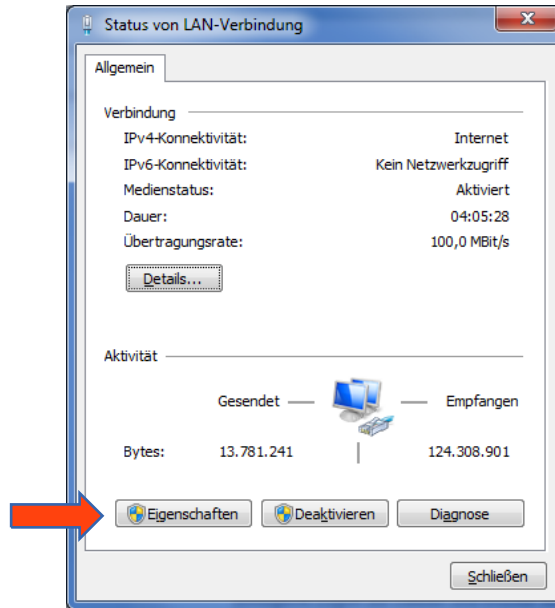 Status von LAN-Verbindung
Allgemein
Verbindung
IPv4-Konnektivität: Internet
IPv6-Konnektivität: Kein Netzwerkzugriff
Medienstatus: Aktiviert
Dauer: 04:05:28
Übertragungsrate: 100,0 MBit/s
Details...
Aktivität
Gesendet Empfangen
Bytes: 13.781.241 124.308.901
Eigenschaften Deaktivieren Diagnose
Schließen